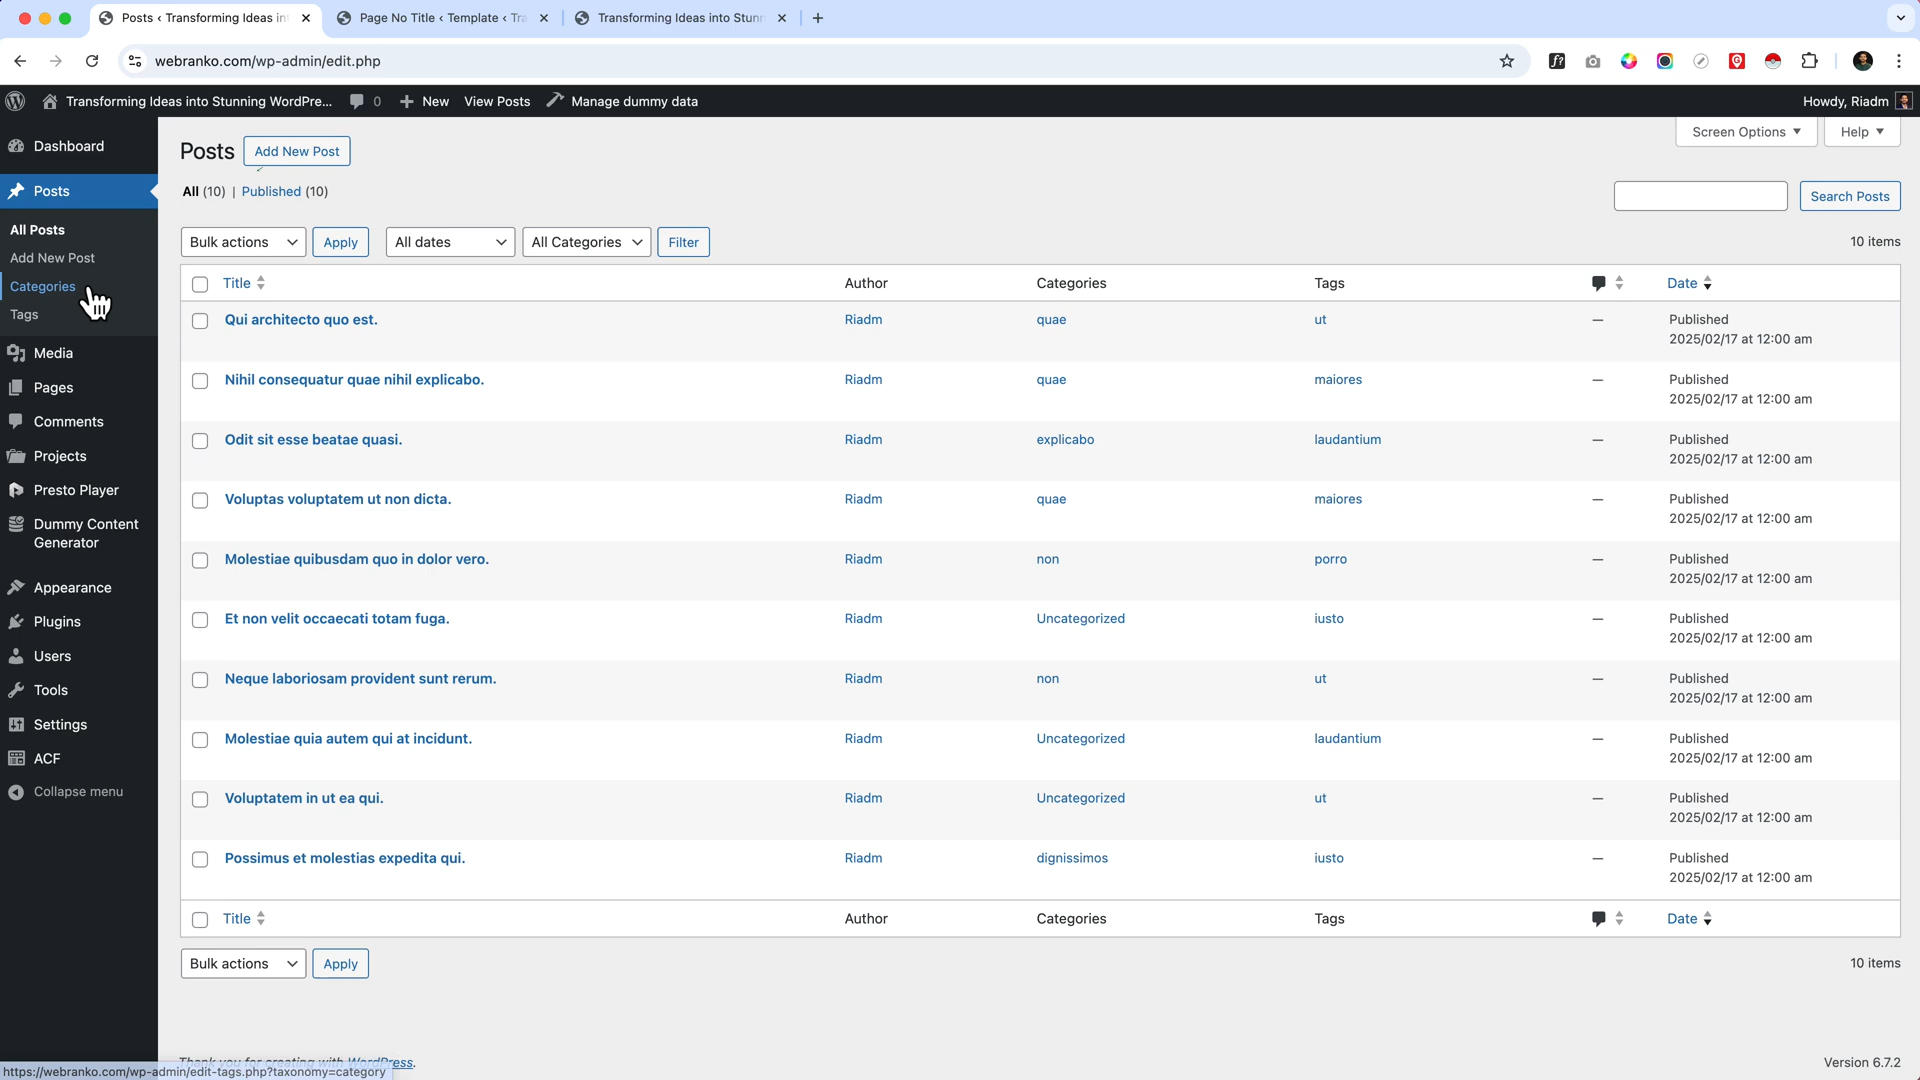 Posts ‹ Transforming Ideas in
Page No Title ‹ Template ‹ Tra
Transforming Ideas into Stunn
webranko.com/wp-admin/edit.php
Transforming Ideas into Stunning WordPre...
0
New
View Posts
Manage dummy data
Howdy, Riadm
Dashboard
Posts
All Posts
Add New Post
Categories
Tags
Media
Pages
Comments
Projects
Presto Player
Dummy Content
Generator
Appearance
Plugins
Users
Tools
Settings
ACF
Collapse menu
Posts
Add New Post
Screen Options
Help
All (10) | Published (10)
Search Posts
Bulk actions
Apply
All dates
All Categories
Filter
10 items
Title Author Categories Tags Date
Qui architecto quo est. Riadm quae ut — Published
2025/02/17 at 12:00 am
Nihil consequatur quae nihil explicabo. Riadm quae maiores — Published
2025/02/17 at 12:00 am
Odit sit esse beatae quasi. Riadm explicabo laudantium — Published
2025/02/17 at 12:00 am
Voluptas voluptatem ut non dicta. Riadm quae maiores — Published
2025/02/17 at 12:00 am
Molestiae quibusdam quo in dolor vero. Riadm non porro — Published
2025/02/17 at 12:00 am
Et non velit occaecati totam fuga. Riadm Uncategorized iusto — Published
2025/02/17 at 12:00 am
Neque laboriosam provident sunt rerum. Riadm non ut — Published
2025/02/17 at 12:00 am
Molestiae quia autem qui at incidunt. Riadm Uncategorized laudantium — Published
2025/02/17 at 12:00 am
Voluptatem in ut ea qui. Riadm Uncategorized ut — Published
2025/02/17 at 12:00 am
Possimus et molestias expedita qui. Riadm dignissimos iusto — Published
2025/02/17 at 12:00 am
Title Author Categories Tags Date
Bulk actions
Apply
10 items
Thank you for creating with WordPress.
Version 6.7.2
https://webranko.com/wp-admin/edit-tags.php?taxonomy=category